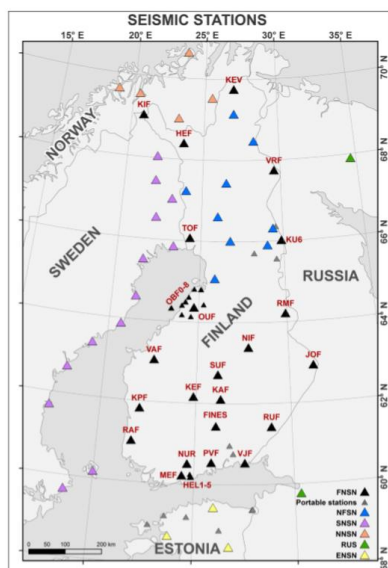 SEISMIC STATIONS
15°E 20°E 25°E 30°E 35°E
70°N
KEV
KIF
NORWAY
HEF
68°N
VRF
TOF
KU6
66°N
SWEDEN
RUSSIA
OBF0-8
OUF
FINLAND
RMF
64°N
NIF
VAF
JOF
SUF
KEF
KAF
62°N
KPF
FINES
RUF
RAF
NUR PVF VJF
MEF
HEL1-5
60°N
FNSN
Portable stations
NFSN
SNSN
NNSN
RUS
ENSN
ESTONIA
0 50 100 200 km
58°N